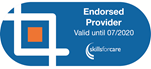 Endorsed
Provider
Valid until 07/2020
skillsforcare